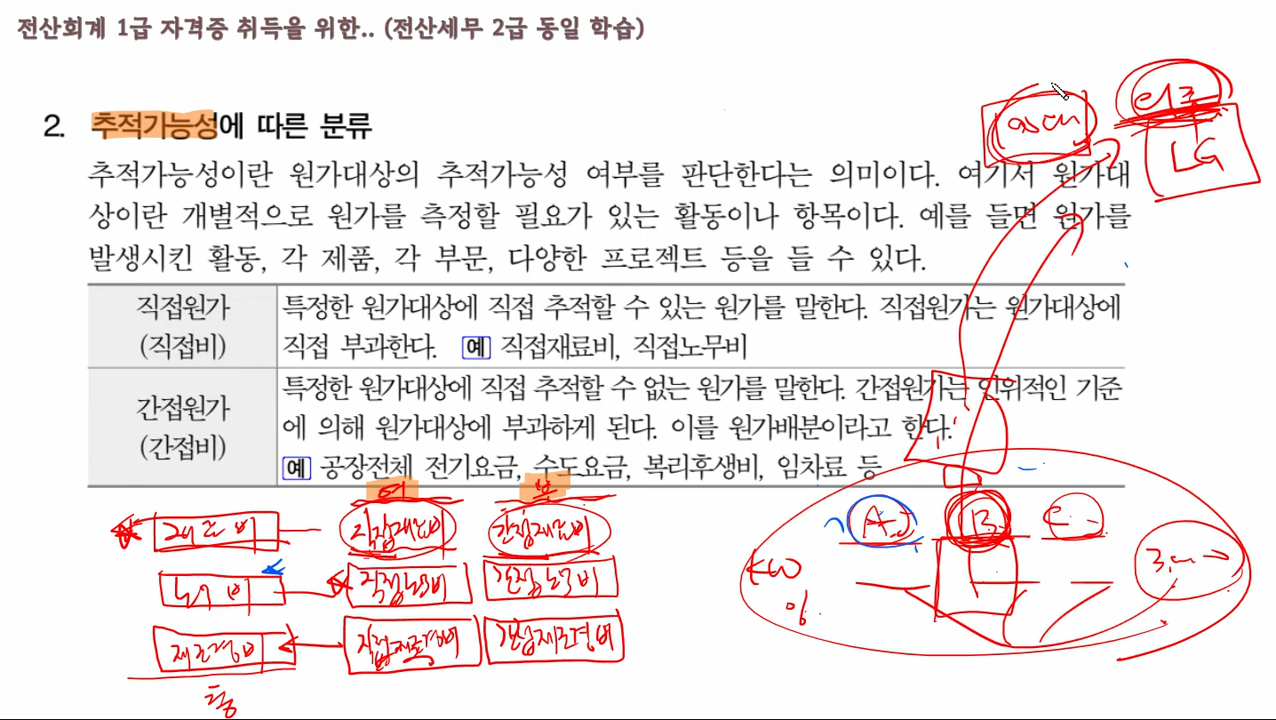 전산회계 1급 자격증 취득을 위한.. (전산세무 2급 동일 학습)
2. 추적가능성에 따른 분류
추적가능성이란 원가대상의 추적가능성 여부를 판단한다는 의미이다. 여기서 원가대
상이란 개별적으로 원가를 측정할 필요가 있는 활동이나 항목이다. 예를 들면 원가를
발생시킨 활동, 각 제품, 각 부문, 다양한 프로젝트 등을 들 수 있다.
직접원가
(직접비)
특정한 원가대상에 직접 추적할 수 있는 원가를 말한다. 직접원가는 원가대상에
직접 부과한다. 예 직접재료비, 직접노무비
간접원가
(간접비)
특정한 원가대상에 직접 추적할 수 없는 원가를 말한다. 간접원가는 인위적인 기준
에 의해 원가대상에 부과하게 된다. 이를 원가배분이라고 한다.
예 공장전체 전기요금, 수도요금, 복리후생비, 임차료 등
LG
여
부
재료비
직접재료비
간접재료비
노무비
직접노무비
간접노무비
제조경비
직접제조경비
간접제조경비
A
B
C
KW
%